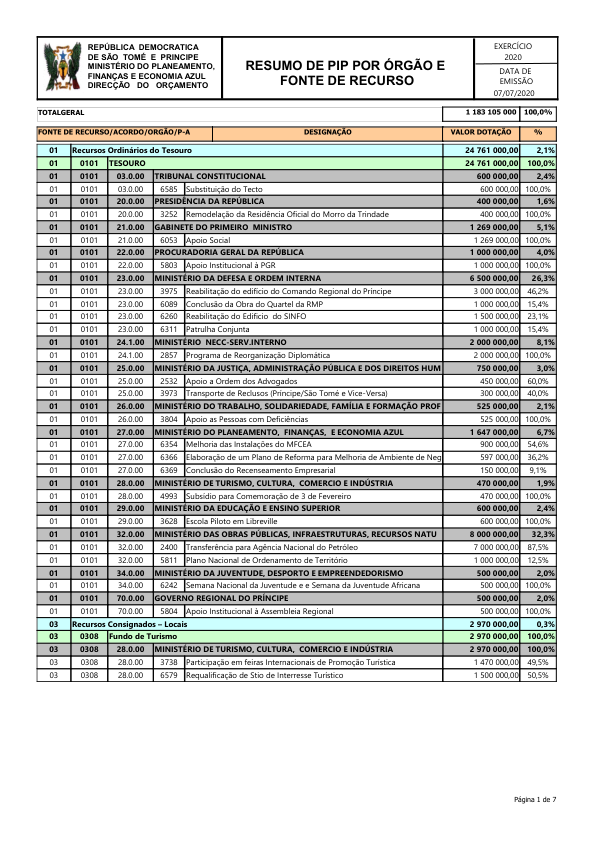 REPÚBLICA DEMOCRATICA
DE SÃO TOMÉ E PRINCIPE
MINISTÉRIO DO PLANEAMENTO,
FINANÇAS E ECONOMIA AZUL
DIRECÇÃO DO ORÇAMENTO
RESUMO DE PIP POR ÓRGÃO E
FONTE DE RECURSO
EXERCÍCIO
2020
DATA DE
EMISSÃO
07/07/2020
TOTALGERAL 1 183 105 000 100,0%
FONTE DE RECURSO/ACORDO/ORGÃO/P-A DESIGNAÇÃO VALOR DOTAÇÃO %
01 Recursos Ordinários do Tesouro 24 761 000,00 2,1%
01 0101 TESOURO 24 761 000,00 100,0%
01 0101 03.0.00 TRIBUNAL CONSTITUCIONAL 600 000,00 2,4%
01 0101 03.0.00 6585 Substituição do Tecto 600 000,00 100,0%
01 0101 20.0.00 PRESIDÊNCIA DA REPÚBLICA 400 000,00 1,6%
01 0101 20.0.00 3252 Remodelação da Residência Oficial do Morro da Trindade 400 000,00 100,0%
01 0101 21.0.00 GABINETE DO PRIMEIRO MINISTRO 1 269 000,00 5,1%
01 0101 21.0.00 6053 Apoio Social 1 269 000,00 100,0%
01 0101 22.0.00 PROCURADORIA GERAL DA REPÚBLICA 1 000 000,00 4,0%
01 0101 22.0.00 5803 Apoio Institucional à PGR 1 000 000,00 100,0%
01 0101 23.0.00 MINISTÉRIO DA DEFESA E ORDEM INTERNA 6 500 000,00 26,3%
01 0101 23.0.00 3975 Reabilitação do edifício do Comando Regional do Príncipe 3 000 000,00 46,2%
01 0101 23.0.00 6089 Conclusão da Obra do Quartel da RMP 1 000 000,00 15,4%
01 0101 23.0.00 6260 Reabilitação do Edificio do SINFO 1 500 000,00 23,1%
01 0101 23.0.00 6311 Patrulha Conjunta 1 000 000,00 15,4%
01 0101 24.1.00 MINISTÉRIO NECC-SERV.INTERNO 2 000 000,00 8,1%
01 0101 24.1.00 2857 Programa de Reorganização Diplomática 2 000 000,00 100,0%
01 0101 25.0.00 MINISTÉRIO DA JUSTIÇA, ADMINISTRAÇÃO PÚBLICA E DOS DIREITOS HUM 750 000,00 3,0%
01 0101 25.0.00 2532 Apoio a Ordem dos Advogados 450 000,00 60,0%
01 0101 25.0.00 3973 Transporte de Reclusos (Principe/São Tomé e Vice-Versa) 300 000,00 40,0%
01 0101 26.0.00 MINISTÉRIO DO TRABALHO, SOLIDARIEDADE, FAMÍLIA E FORMAÇÃO PROF 525 000,00 2,1%
01 0101 26.0.00 3804 Apoio as Pessoas com Deficiências 525 000,00 100,0%
01 0101 27.0.00 MINISTÉRIO DO PLANEAMENTO, FINANÇAS, E ECONOMIA AZUL 1 647 000,00 6,7%
01 0101 27.0.00 6354 Melhoria das Instalações do MFCEA 900 000,00 54,6%
01 0101 27.0.00 6366 Elaboração de um Plano de Reforma para Melhoria de Ambiente de Neg 597 000,00 36,2%
01 0101 27.0.00 6369 Conclusão do Recenseamento Empresarial 150 000,00 9,1%
01 0101 28.0.00 MINISTÉRIO DE TURISMO, CULTURA, COMERCIO E INDÚSTRIA 470 000,00 1,9%
01 0101 28.0.00 4993 Subsídio para Comemoração de 3 de Fevereiro 470 000,00 100,0%
01 0101 29.0.00 MINISTÉRIO DA EDUCAÇÃO E ENSINO SUPERIOR 600 000,00 2,4%
01 0101 29.0.00 3628 Escola Piloto em Libreville 600 000,00 100,0%
01 0101 32.0.00 MINISTÉRIO DAS OBRAS PÚBLICAS, INFRAESTRUTURAS, RECURSOS NATU 8 000 000,00 32,3%
01 0101 32.0.00 2400 Transferência para Agência Nacional do Petróleo 7 000 000,00 87,5%
01 0101 32.0.00 5811 Plano Nacional de Ordenamento de Território 1 000 000,00 12,5%
01 0101 34.0.00 MINISTÉRIO DA JUVENTUDE, DESPORTO E EMPREENDEDORISMO 500 000,00 2,0%
01 0101 34.0.00 6242 Semana Nacional da Juventude e e Semana da Juventude Africana 500 000,00 100,0%
01 0101 70.0.00 GOVERNO REGIONAL DO PRÍNCIPE 500 000,00 2,0%
01 0101 70.0.00 5804 Apoio Institucional à Assembleia Regional 500 000,00 100,0%
03 Recursos Consignados – Locais 2 970 000,00 0,3%
03 0308 Fundo de Turismo 2 970 000,00 100,0%
03 0308 28.0.00 MINISTÉRIO DE TURISMO, CULTURA, COMERCIO E INDÚSTRIA 2 970 000,00 100,0%
03 0308 28.0.00 3738 Participação em feiras Internacionais de Promoção Turística 1 470 000,00 49,5%
03 0308 28.0.00 6579 Requalificação de Stio de Interresse Turístico 1 500 000,00 50,5%
Página 1 de 7